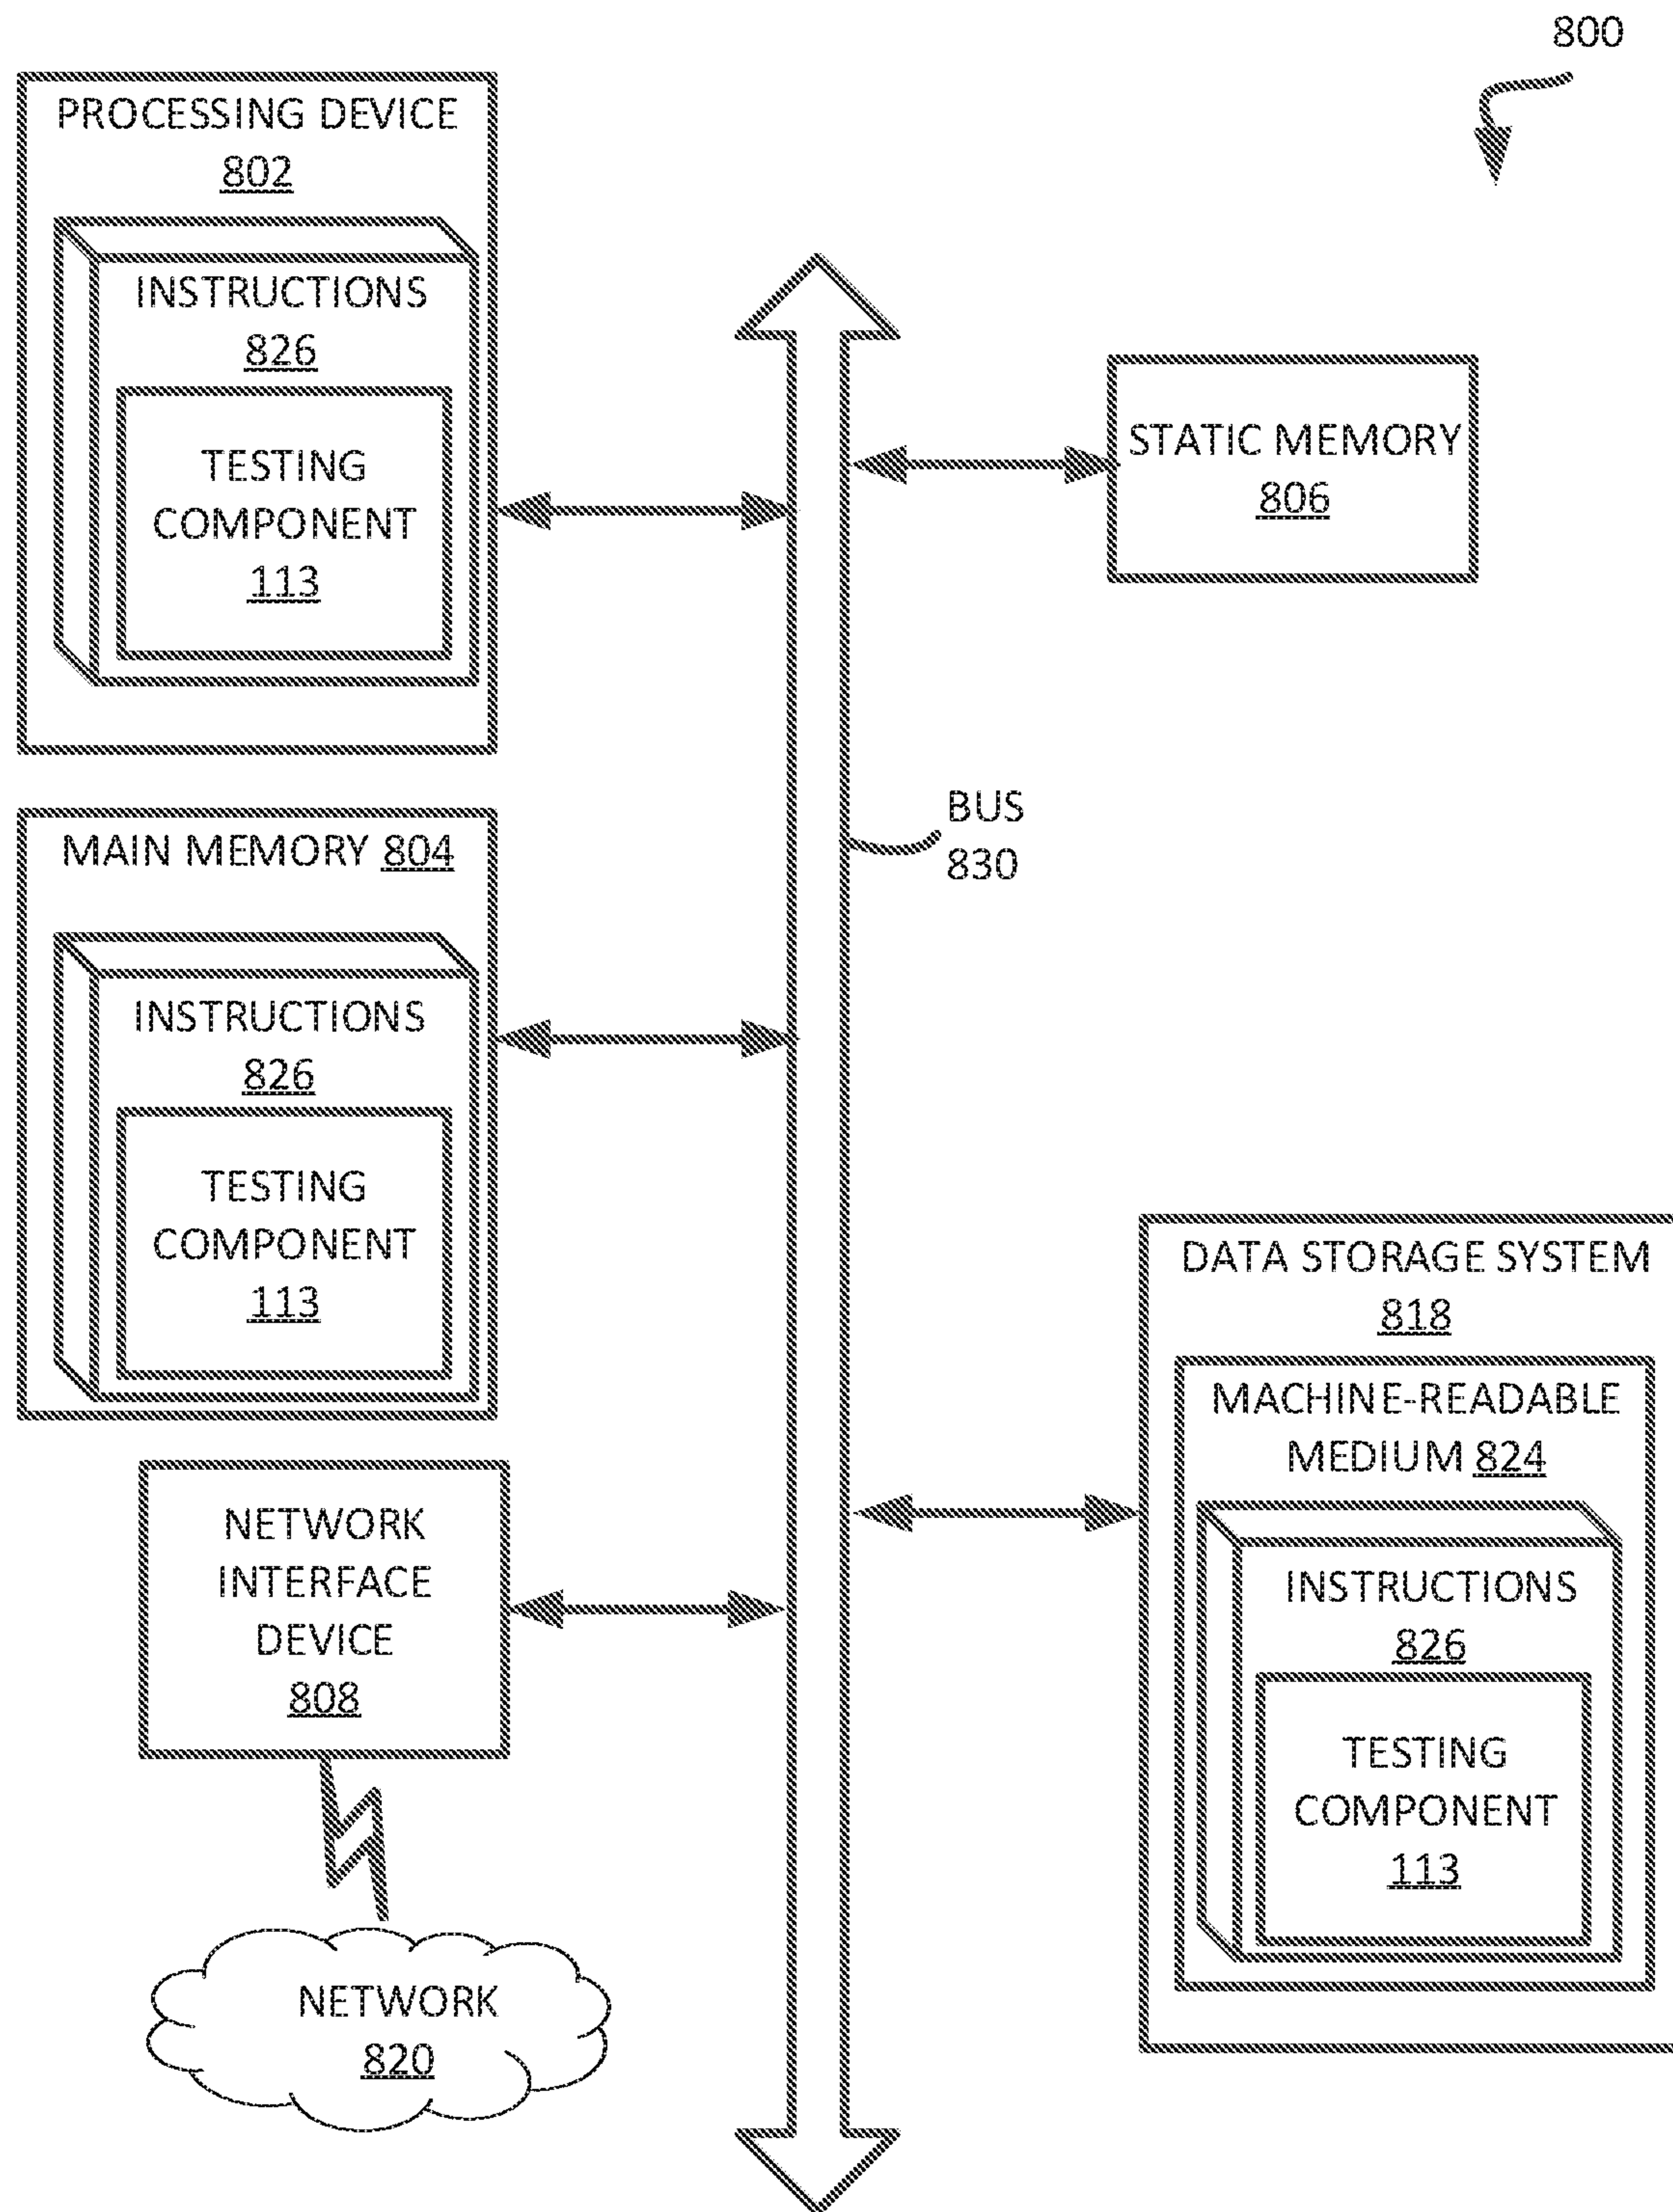 800
PROCESSING DEVICE
802
INSTRUCTIONS
826
TESTING
COMPONENT
113
STATIC MEMORY
806
BUS
830
MAIN MEMORY 804
INSTRUCTIONS
826
TESTING
COMPONENT
113
DATA STORAGE SYSTEM
818
MACHINE-READABLE
MEDIUM 824
INSTRUCTIONS
826
TESTING
COMPONENT
113
NETWORK
INTERFACE
DEVICE
808
NETWORK
820